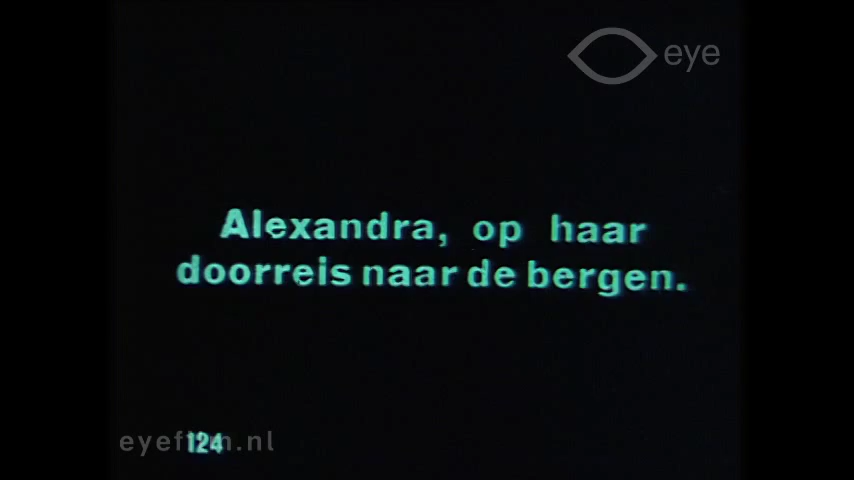 eye
Alexandra, op haar
doorreis naar de bergen.
eyefilm.nl
124